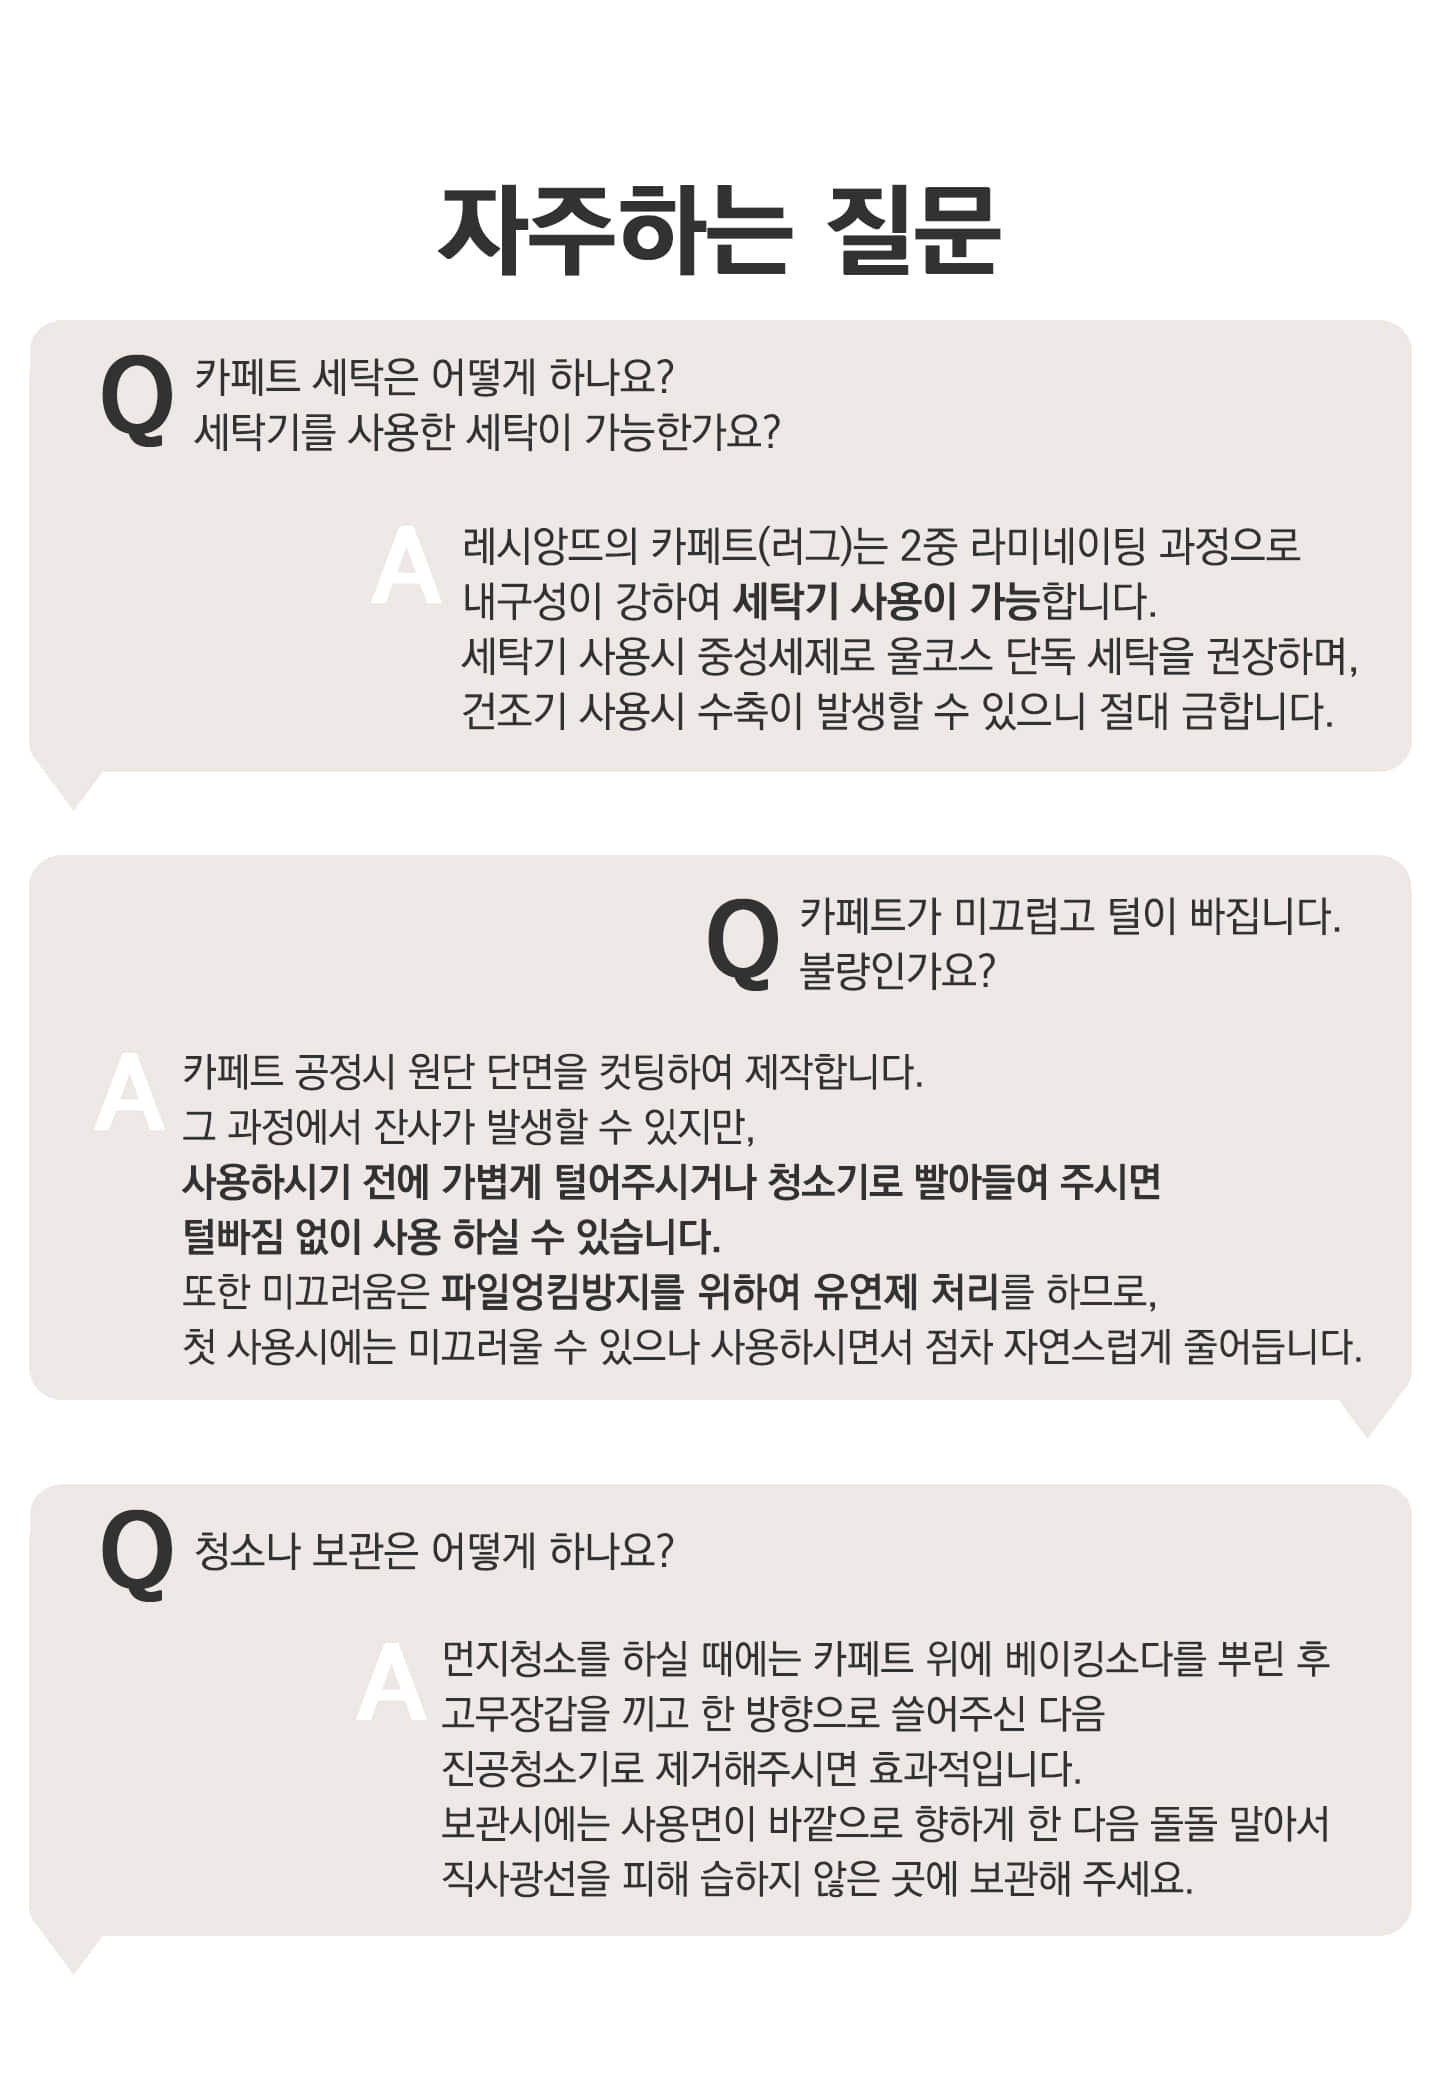 자주하는 질문
Q 카페트 세탁은 어떻게 하나요?
세탁기를 사용한 세탁이 가능한가요?
A 레시앙뜨의 카페트(러그)는 2중 라미네이팅 과정으로
내구성이 강하여 세탁기 사용이 가능합니다.
세탁기 사용시 중성세제로 울코스 단독 세탁을 권장하며,
건조기 사용시 수축이 발생할 수 있으니 절대 금합니다.
Q 카페트가 미끄럽고 털이 빠집니다.
불량인가요?
A 카페트 공정시 원단 단면을 컷팅하여 제작합니다.
그 과정에서 잔사가 발생할 수 있지만,
사용하시기 전에 가볍게 털어주시거나 청소기로 빨아들여 주시면
털빠짐 없이 사용 하실 수 있습니다.
또한 미끄러움은 파일엉킴방지를 위하여 유연제 처리를 하므로,
첫 사용시에는 미끄러울 수 있으나 사용하시면서 점차 자연스럽게 줄어듭니다.
Q 청소나 보관은 어떻게 하나요?
A 먼지청소를 하실 때에는 카페트 위에 베이킹소다를 뿌린 후
고무장갑을 끼고 한 방향으로 쓸어주신 다음
진공청소기로 제거해주시면 효과적입니다.
보관시에는 사용면이 바깥으로 향하게 한 다음 돌돌 말아서
직사광선을 피해 습하지 않은 곳에 보관해 주세요.